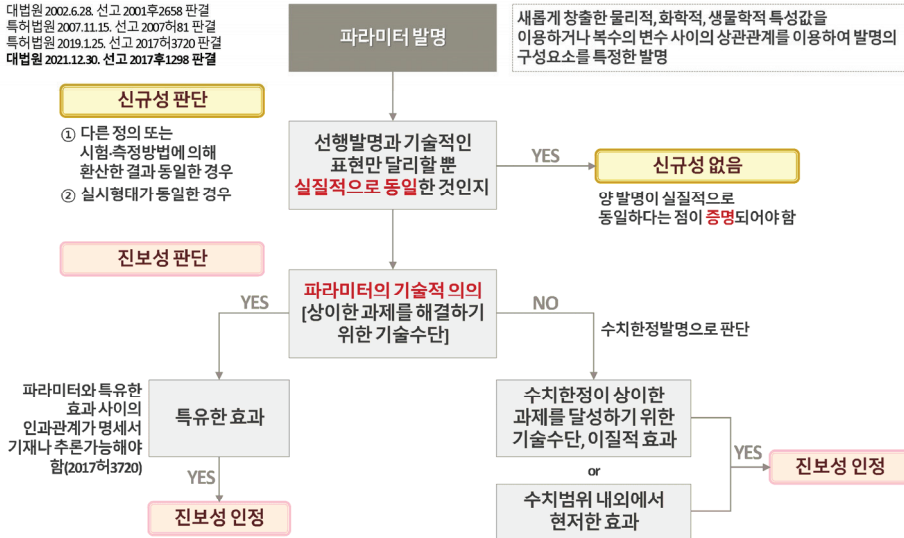 대법원 2002.6.28. 선고 2001후2658 판결
특허법원 2007.11.15. 선고 2007허81 판결
특허법원 2019.1.25. 선고 2017허3720 판결
대법원 2021.12.30. 선고 2017후1298 판결
파라미터 발명
새롭게 창출한 물리적, 화학적, 생물학적 특성값을
이용하거나 복수의 변수 사이의 상관관계를 이용하여 발명의
구성요소를 특정한 발명
신규성 판단
① 다른 정의 또는
시험·측정방법에 의해
환산한 결과 동일한 경우
② 실시형태가 동일한 경우
선행발명과 기술적인
표현만 달리할 뿐
실질적으로 동일한 것인지
YES
신규성 없음
양 발명이 실질적으로
동일하다는 점이 증명되어야 함
진보성 판단
파라미터의 기술적 의의
[상이한 과제를 해결하기
위한 기술수단]
YES
NO
수치한정발명으로 판단
파라미터와 특유한
효과 사이의
인과관계가 명세서
기재나 추론가능해야
함(2017허3720)
특유한 효과
YES
진보성 인정
수치한정이 상이한
과제를 달성하기 위한
기술수단, 이질적 효과
or
수치범위 내외에서
현저한 효과
YES
진보성 인정